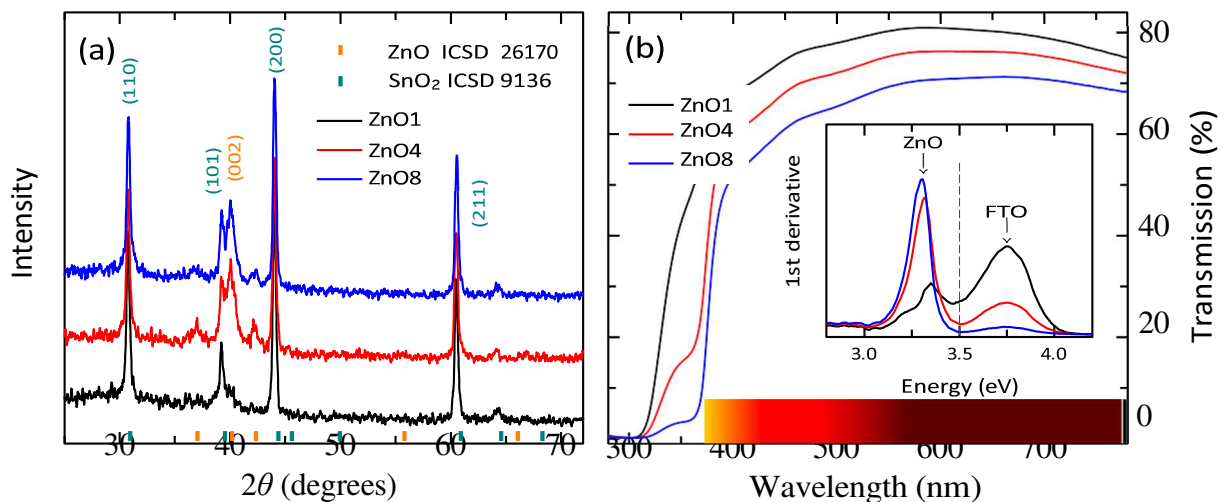 (a)
ZnO ICSD 26170
SnO₂ ICSD 9136
ZnO1
ZnO4
ZnO8
(110)
(101)
(002)
(200)
(211)
Intensity
30 40 50 60 70
2θ (degrees)
(b)
ZnO1
ZnO4
ZnO8
ZnO
FTO
1st derivative
3.0 3.5 4.0
Energy (eV)
80
60
40
20
0
Transmission (%)
300 400 500 600 700
Wavelength (nm)